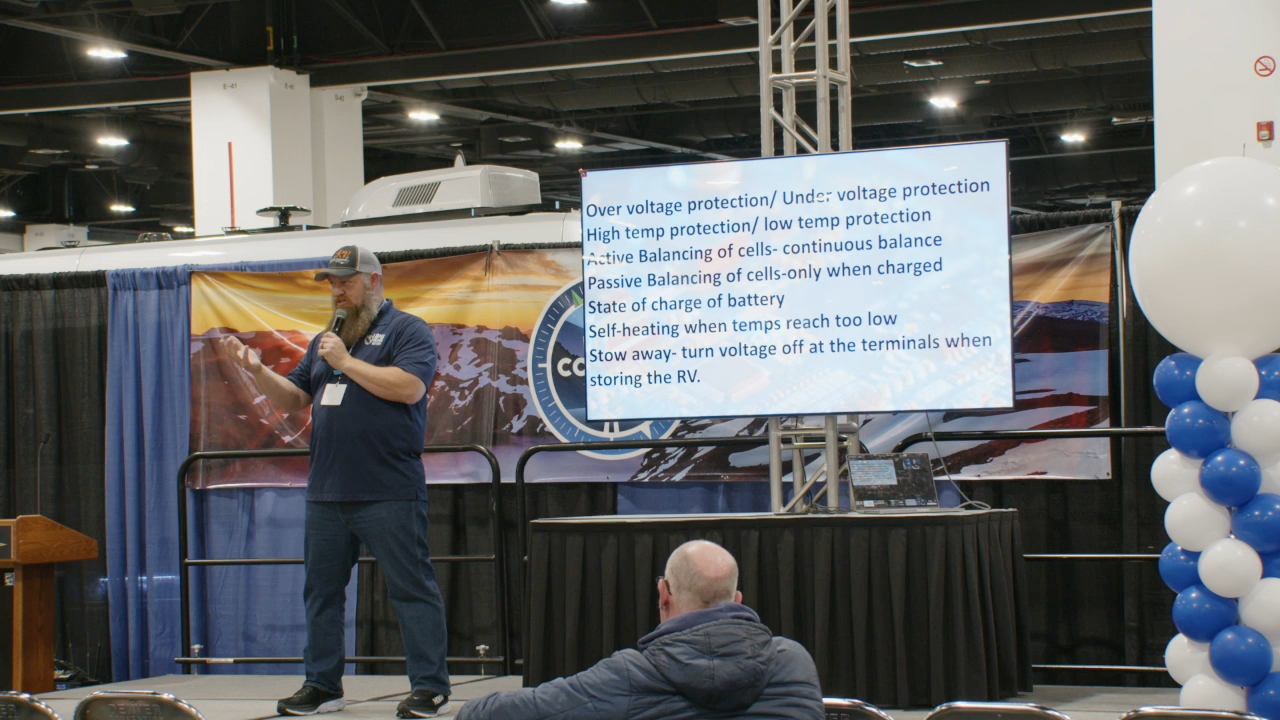 Over voltage protection/ Under voltage protection
High temp protection/ low temp protection
Active Balancing of cells- continuous balance
Passive Balancing of cells-only when charged
State of charge of battery
Self-heating when temps reach too low
Stow away- turn voltage off at the terminals when
storing the RV.